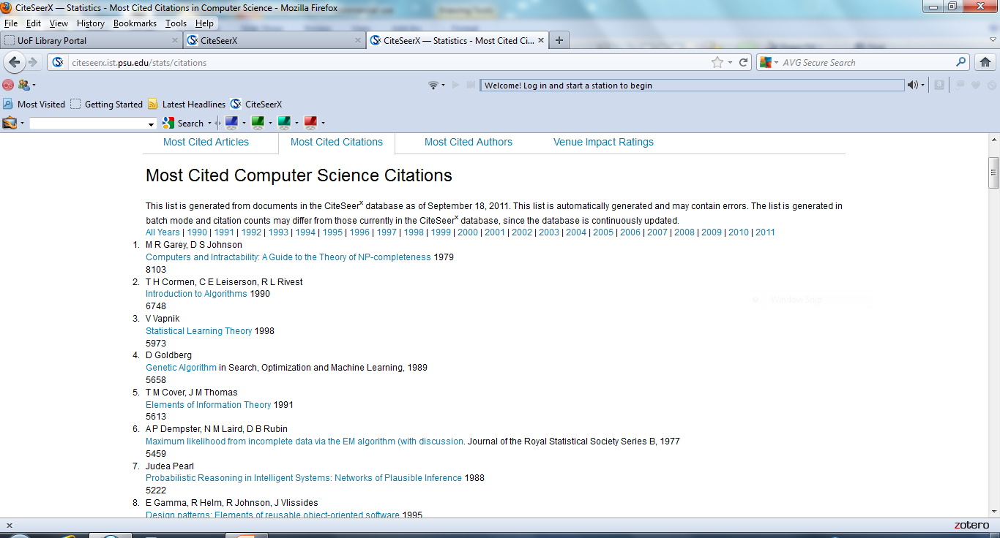 CiteSeerX — Statistics - Most Cited Citations in Computer Science - Mozilla Firefox
File Edit View History Bookmarks Tools Help
UoF Library Portal
CiteSeerX
CiteSeerX — Statistics - Most Cited Ci...
citeseerx.ist.psu.edu/stats/citations
AVG Secure Search
Welcome! Log in and start a station to begin
Most Visited Getting Started Latest Headlines CiteSeerX
Search
Most Cited Articles Most Cited Citations Most Cited Authors Venue Impact Ratings
Most Cited Computer Science Citations
This list is generated from documents in the CiteSeerx database as of September 18, 2011. This list is automatically generated and may contain errors. The list is generated in
batch mode and citation counts may differ from those currently in the CiteSeerx database, since the database is continuously updated.
All Years | 1990 | 1991 | 1992 | 1993 | 1994 | 1995 | 1996 | 1997 | 1998 | 1999 | 2000 | 2001 | 2002 | 2003 | 2004 | 2005 | 2006 | 2007 | 2008 | 2009 | 2010 | 2011
1. M R Garey, D S Johnson
Computers and Intractability: A Guide to the Theory of NP-completeness 1979
8103
2. T H Cormen, C E Leiserson, R L Rivest
Introduction to Algorithms 1990
6748
3. V Vapnik
Statistical Learning Theory 1998
5973
4. D Goldberg
Genetic Algorithm in Search, Optimization and Machine Learning, 1989
5658
5. T M Cover, J M Thomas
Elements of Information Theory 1991
5613
6. A P Dempster, N M Laird, D B Rubin
Maximum likelihood from incomplete data via the EM algorithm (with discussion. Journal of the Royal Statistical Society Series B, 1977
5459
7. Judea Pearl
Probabilistic Reasoning in Intelligent Systems: Networks of Plausible Inference 1988
5222
8. E Gamma, R Helm, R Johnson, J Vlissides
Design patterns: Elements of reusable object-oriented software 1995
Window Snip
zotero